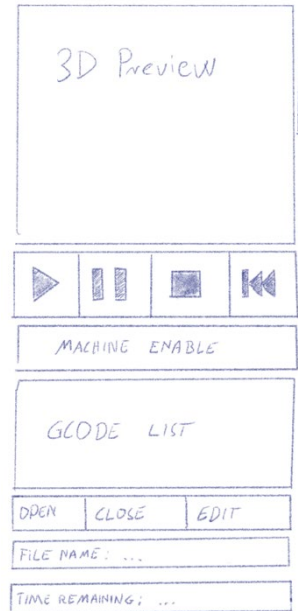 3D Preview
MACHINE ENABLE
GCODE LIST
OPEN CLOSE EDIT
FILE NAME: ...
TIME REMAINING: ...